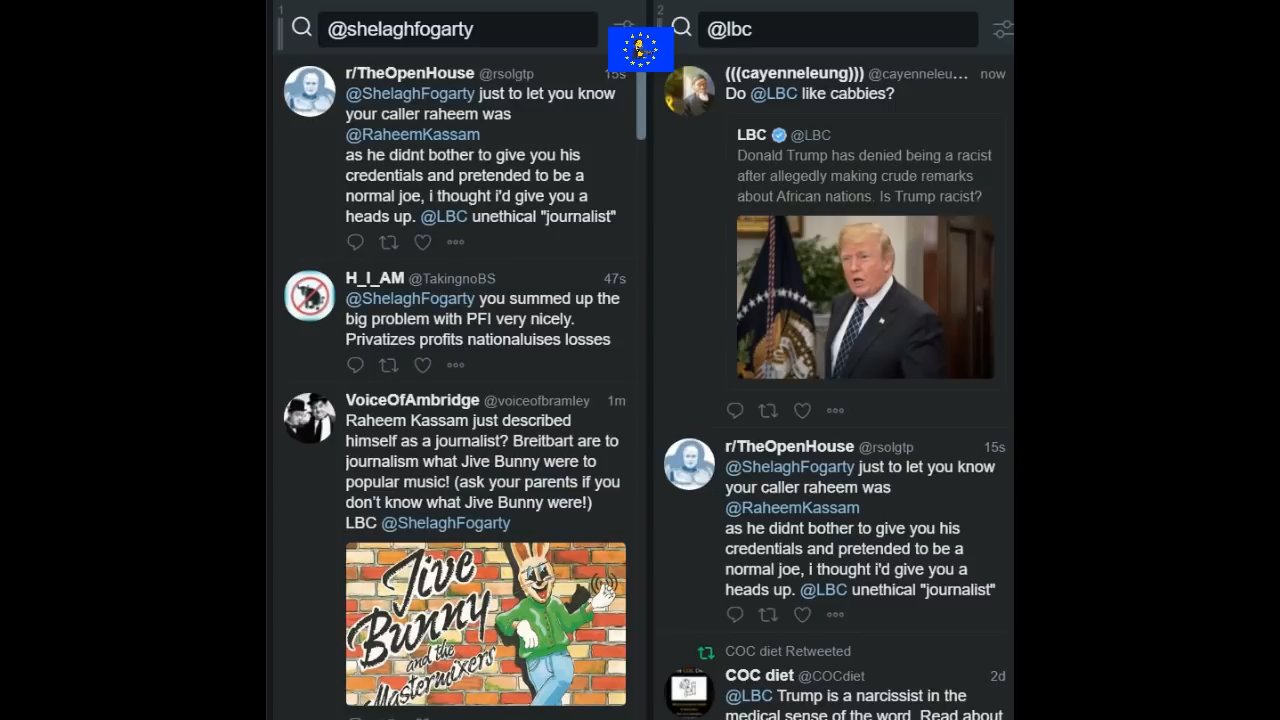 1
@shelaghfogarty
r/TheOpenHouse @rsolgtp 15s
@ShelaghFogarty just to let you know
your caller raheem was
@RaheemKassam
as he didnt bother to give you his
credentials and pretended to be a
normal joe, i thought i'd give you a
heads up. @LBC unethical "journalist"
H_I_AM @TakingnoBS 47s
@ShelaghFogarty you summed up the
big problem with PFI very nicely.
Privatizes profits nationaluises losses
VoiceOfAmbridge @voiceofbramley 1m
Raheem Kassam just described
himself as a journalist? Breitbart are to
journalism what Jive Bunny were to
popular music! (ask your parents if you
don't know what Jive Bunny were!)
LBC @ShelaghFogarty
Jive
Bunny
and the
Mastermixers
2
@lbc
(((cayenneleung))) @cayenneleu... now
Do @LBC like cabbies?
LBC @LBC
Donald Trump has denied being a racist
after allegedly making crude remarks
about African nations. Is Trump racist?
r/TheOpenHouse @rsolgtp 15s
@ShelaghFogarty just to let you know
your caller raheem was
@RaheemKassam
as he didnt bother to give you his
credentials and pretended to be a
normal joe, i thought i'd give you a
heads up. @LBC unethical "journalist"
COC diet Retweeted
COC diet @COCdiet 2d
@LBC Trump is a narcissist in the
medical sense of the word. Read about